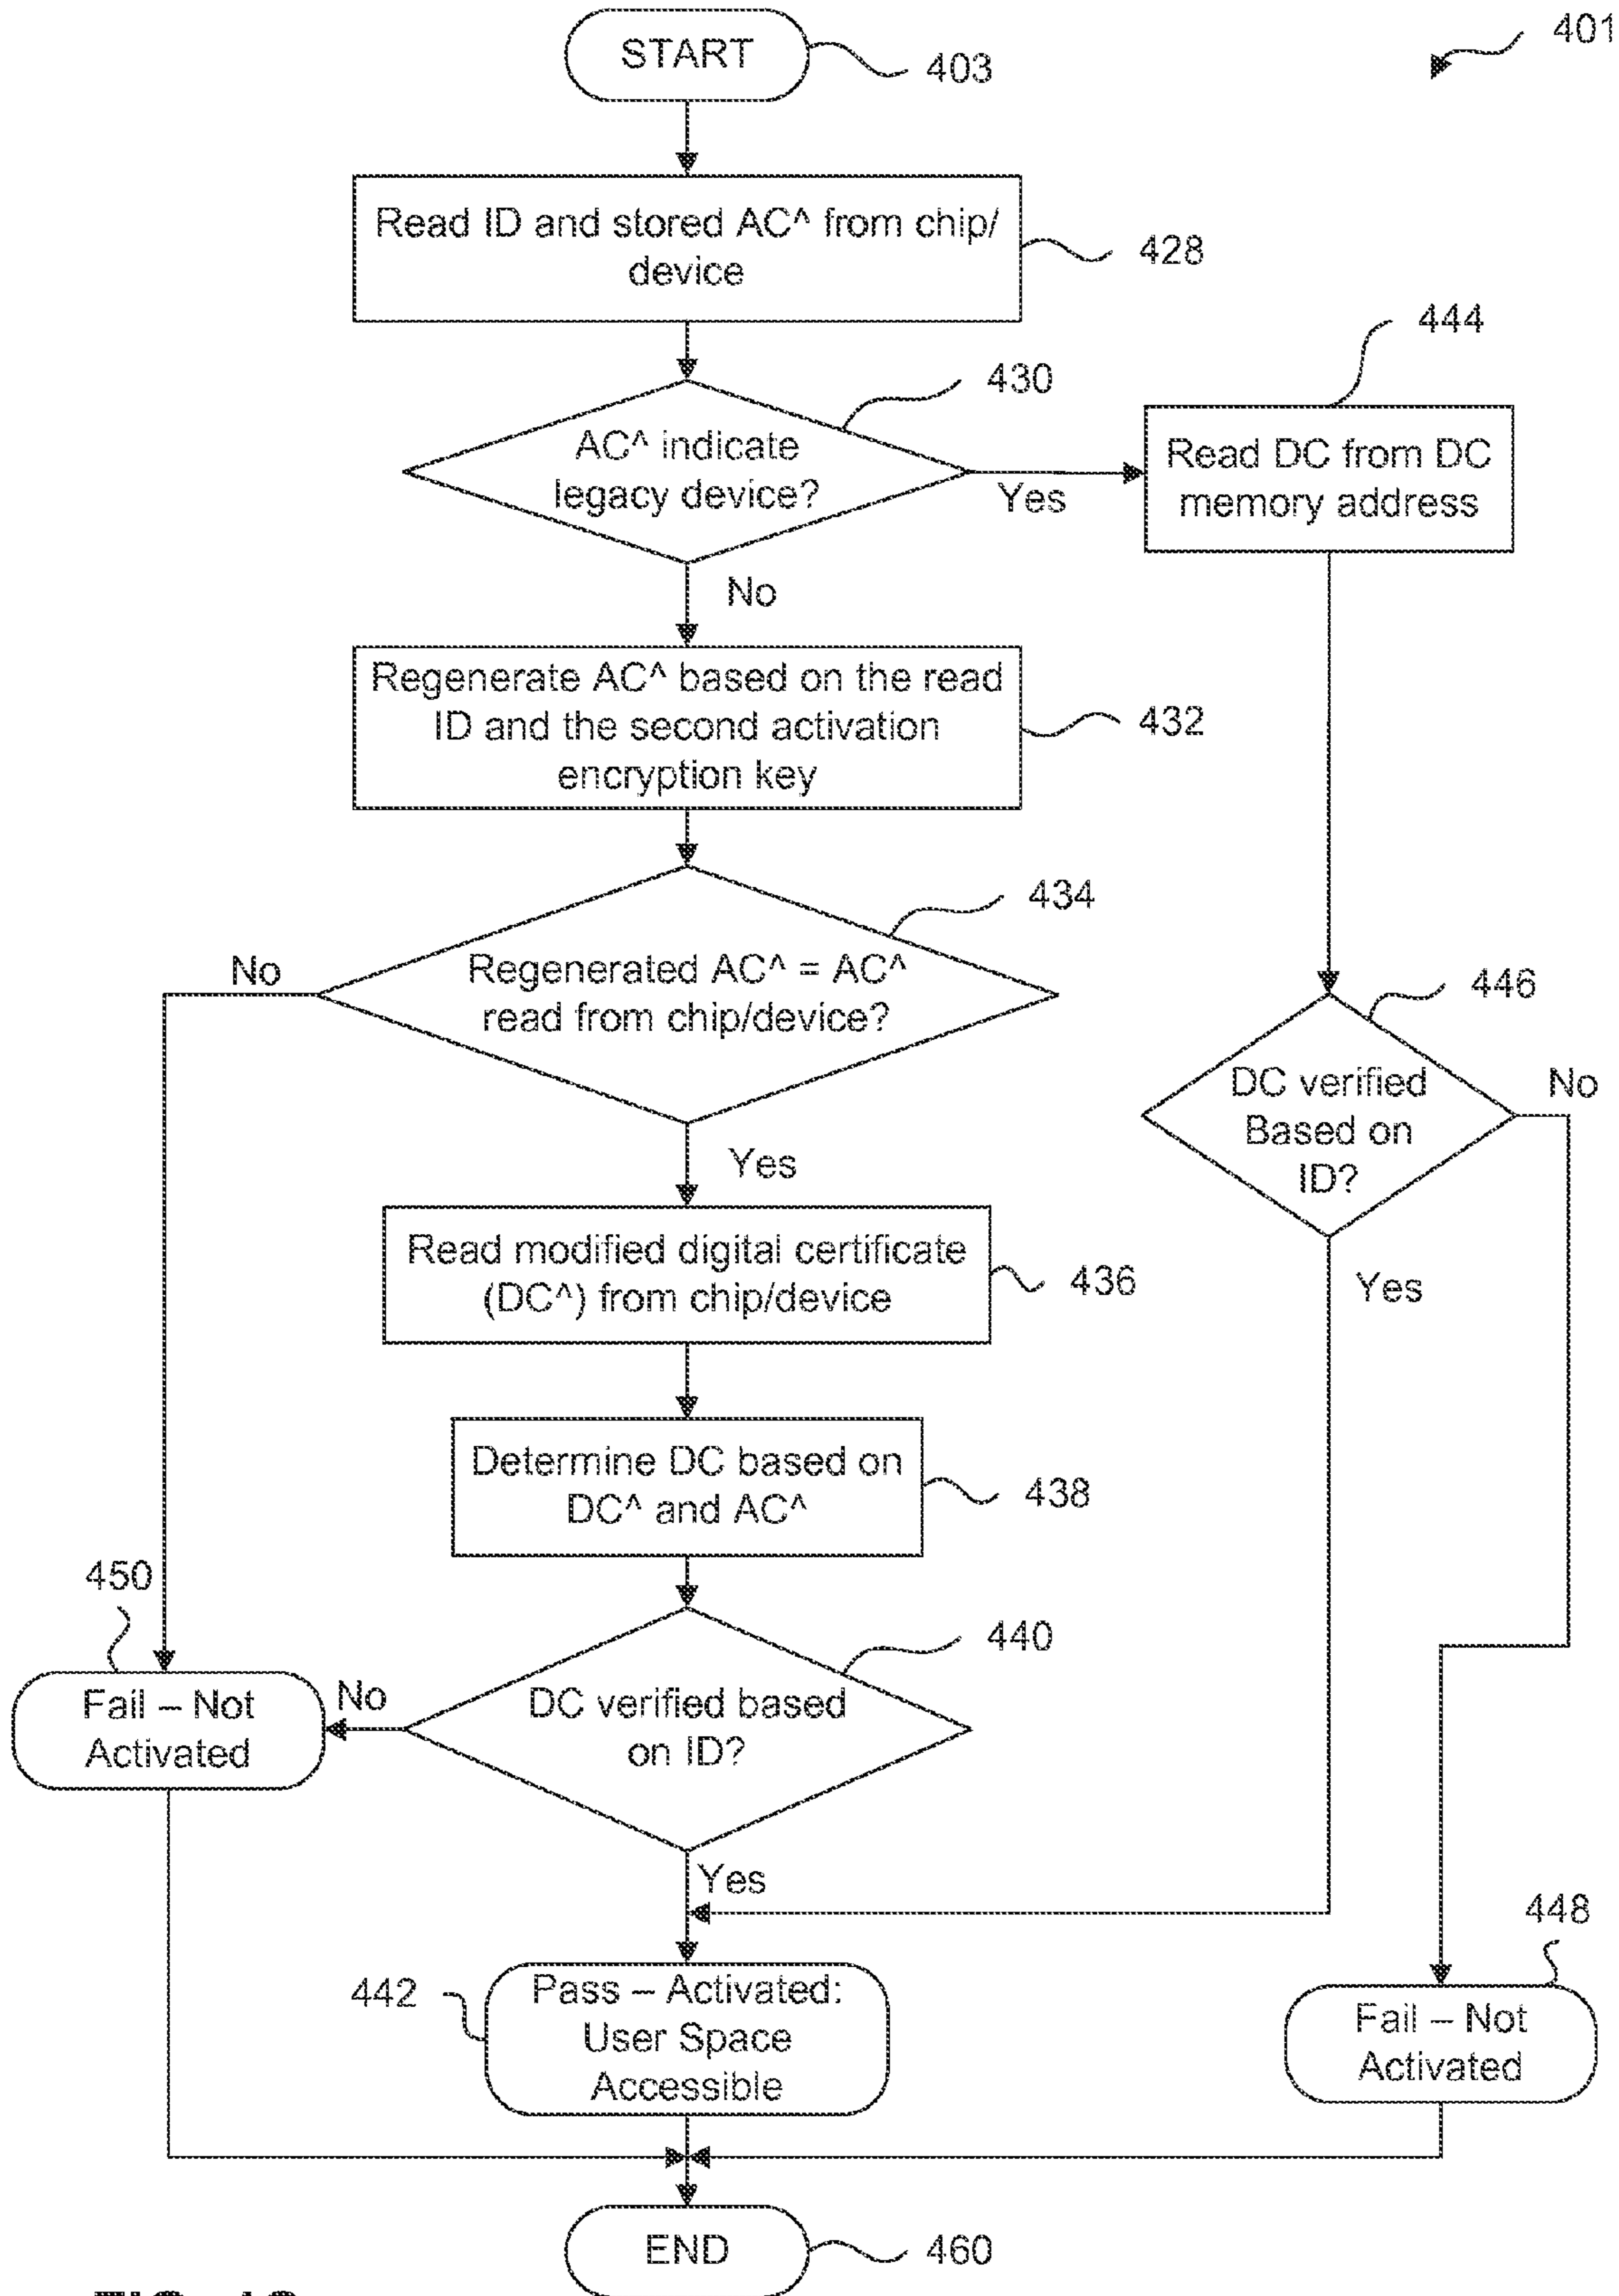 401
START
403
Read ID and stored AC^ from chip/
device
428
444
430
AC^ indicate
legacy device?
Yes
Read DC from DC
memory address
No
Regenerate AC^ based on the read
ID and the second activation
encryption key
432
434
No
Regenerated AC^ = AC^
read from chip/device?
446
DC verified
Based on
ID?
No
Yes
Yes
Read modified digital certificate
(DC^) from chip/device
436
Determine DC based on
DC^ and AC^
438
450
440
Fail – Not
Activated
No
DC verified based
on ID?
Yes
448
442
Pass – Activated:
User Space
Accessible
Fail – Not
Activated
END
460